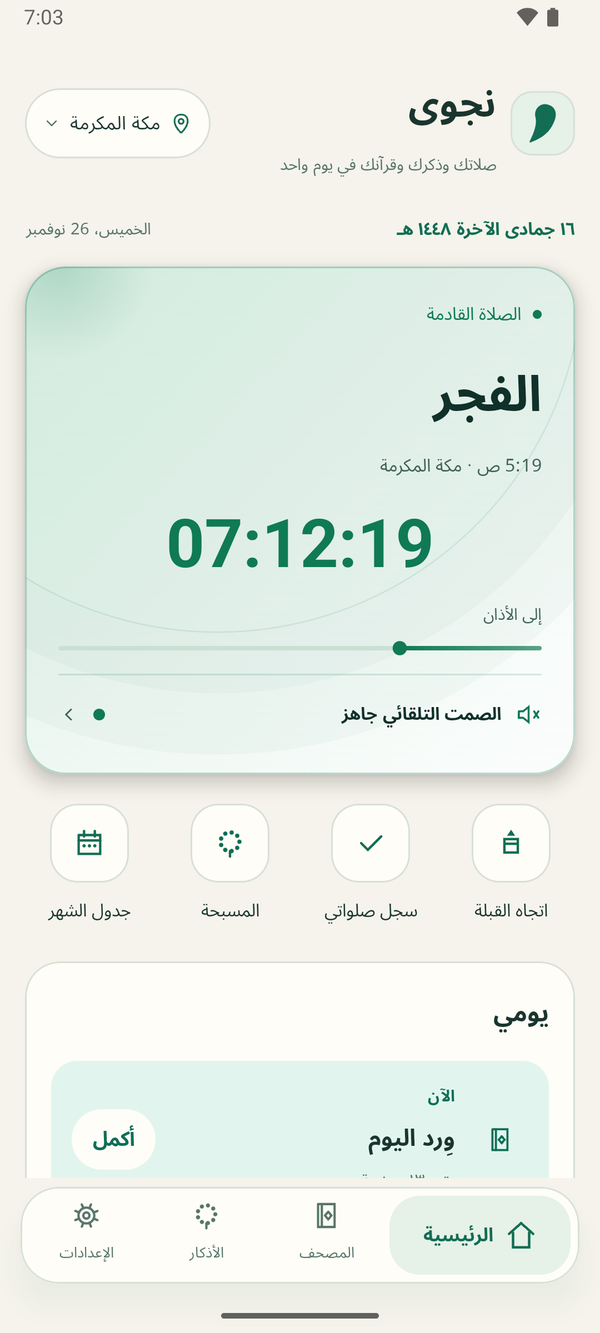 7:03
نجوى
صلاتك وذكرك وقرآنك في يوم واحد
مكة المكرمة
١٦ جمادى الآخرة ١٤٤٨ هـ
الخميس، 26 نوفمبر
الصلاة القادمة
الفجر
5:19 ص · مكة المكرمة
07:12:19
إلى الأذان
الصمت التلقائي جاهز
اتجاه القبلة
سجل صلواتي
المسبحة
جدول الشهر
يومي
الآن
وِرد اليوم
أكمل
الرئيسية
المصحف
الأذكار
الإعدادات